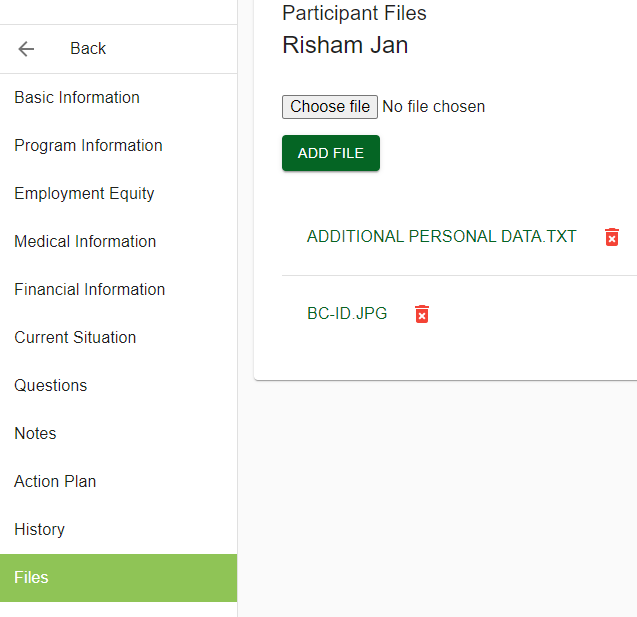 Back
Basic Information
Program Information
Employment Equity
Medical Information
Financial Information
Current Situation
Questions
Notes
Action Plan
History
Files
Participant Files
Risham Jan
Choose file No file chosen
ADD FILE
ADDITIONAL PERSONAL DATA.TXT
BC-ID.JPG